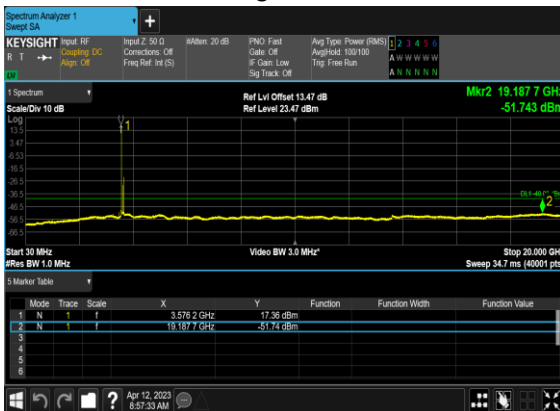 Spectrum Analyzer 1
Swept SA
KEYSIGHT
R T
LW
Input: RF
Coupling: DC
Align: Off
Input Z: 50 Ω
Corrections: Off
Freq Ref: Int (S)
#Atten: 20 dB
PNO: Fast
Gate: Off
IF Gain: Low
Sig Track: Off
Avg Type: Power (RMS)
Avg|Hold: 100/100
Trig: Free Run
1 2 3 4 5 6
A W W W W W
A N N N N N
1 Spectrum
Scale/Div 10 dB
Log
Ref Lvl Offset 13.47 dB
Ref Level 23.47 dBm
Mkr2 19.187 7 GHz
-51.743 dBm
13.5
3.47
-6.53
-16.5
-26.5
-36.5
-46.5
-56.5
-66.5
1
2
Start 30 MHz
#Res BW 1.0 MHz
Video BW 3.0 MHz*
Stop 20.000 GH
Sweep 34.7 ms (40001 pts
5 Marker Table
Mode Trace Scale X Y Function Function Width Function Value
1 N 1 f 3.576 2 GHz 17.36 dBm
2 N 1 f 19.187 7 GHz -51.74 dBm
3
4
5
6
?
Apr 12, 2023
8:57:33 AM